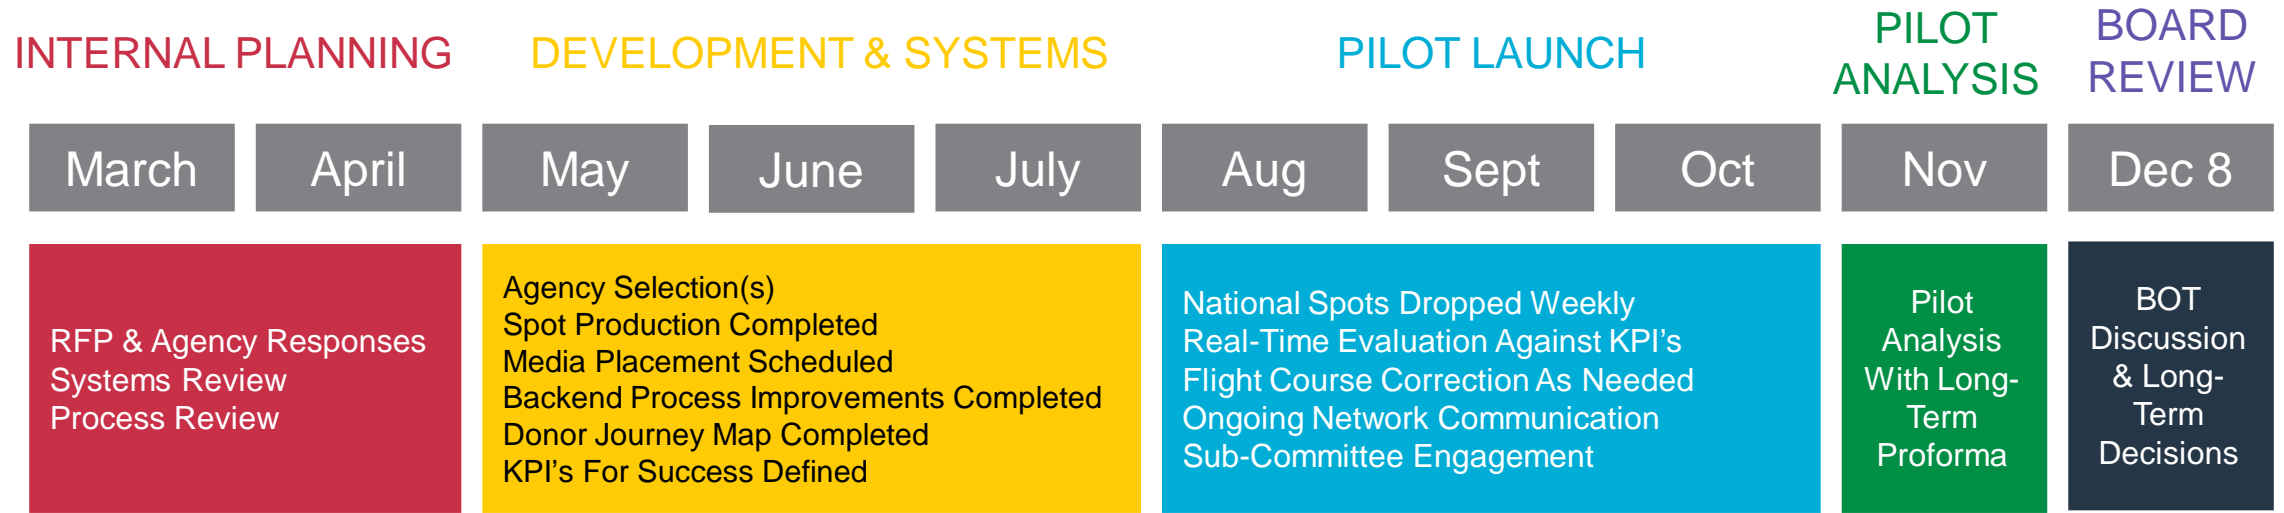 INTERNAL PLANNING
DEVELOPMENT & SYSTEMS
PILOT LAUNCH
PILOT
ANALYSIS
BOARD
REVIEW
March
April
May
June
July
Aug
Sept
Oct
Nov
Dec 8
RFP & Agency Responses
Systems Review
Process Review
Agency Selection(s)
Spot Production Completed
Media Placement Scheduled
Backend Process Improvements Completed
Donor Journey Map Completed
KPI’s For Success Defined
National Spots Dropped Weekly
Real-Time Evaluation Against KPI’s
Flight Course Correction As Needed
Ongoing Network Communication
Sub-Committee Engagement
Pilot
Analysis
With Long-
Term
Proforma
BOT
Discussion
& Long-
Term
Decisions